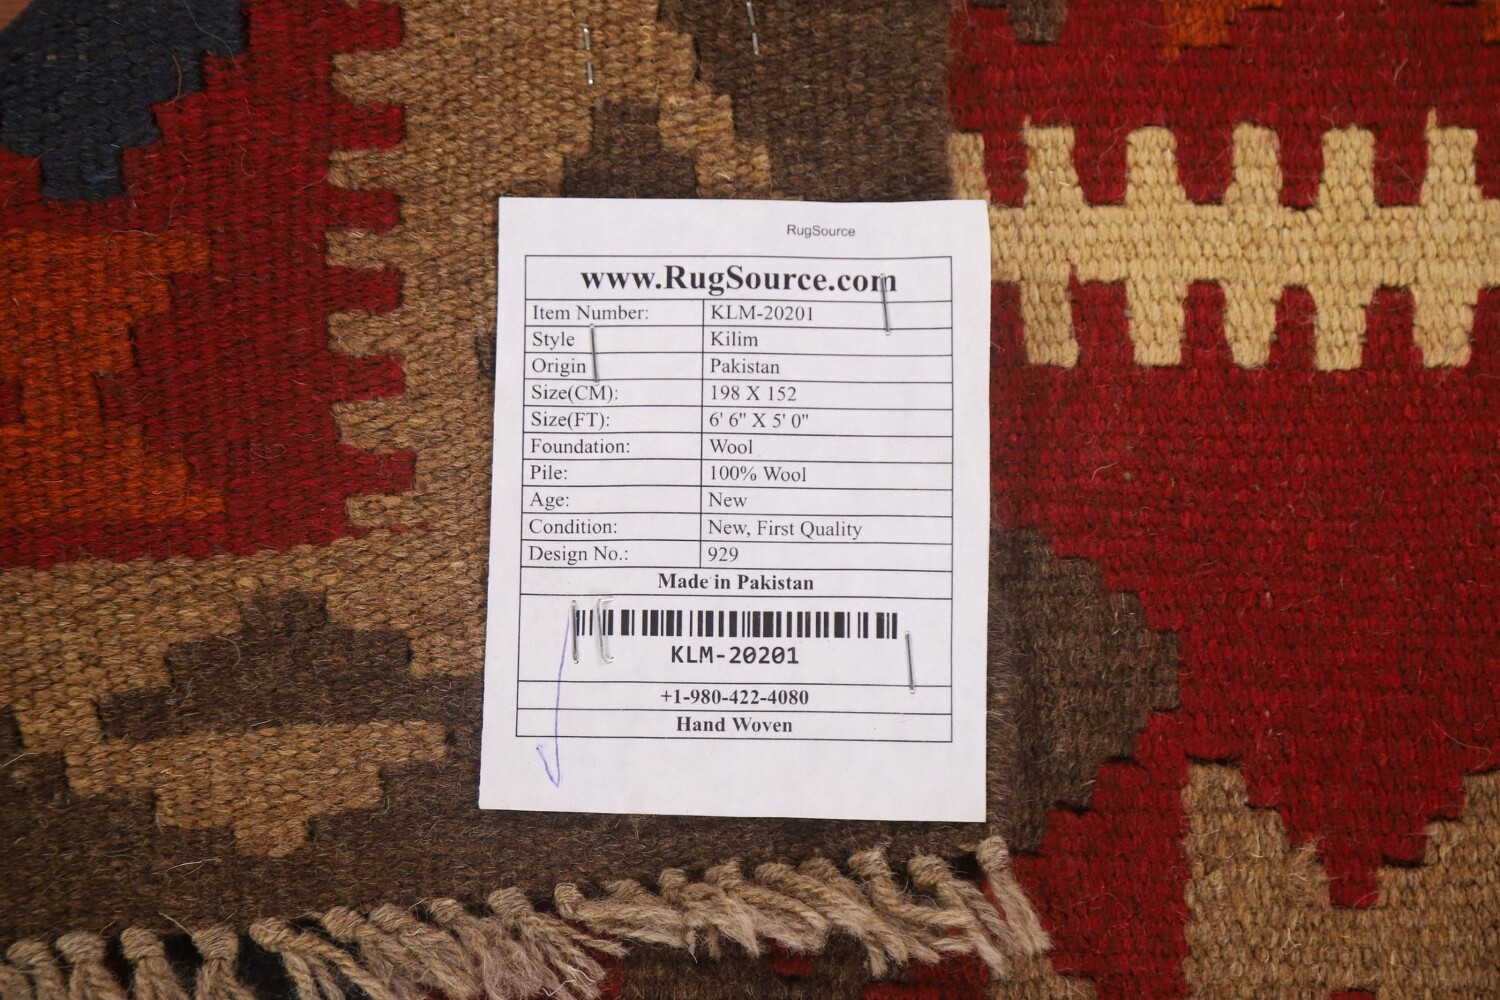 RugSource
www.RugSource.com
Item Number: KLM-20201
Style Kilim
Origin Pakistan
Size(CM): 198 X 152
Size(FT): 6' 6" X 5' 0"
Foundation: Wool
Pile: 100% Wool
Age: New
Condition: New, First Quality
Design No.: 929
Made in Pakistan
KLM-20201
+1-980-422-4080
Hand Woven